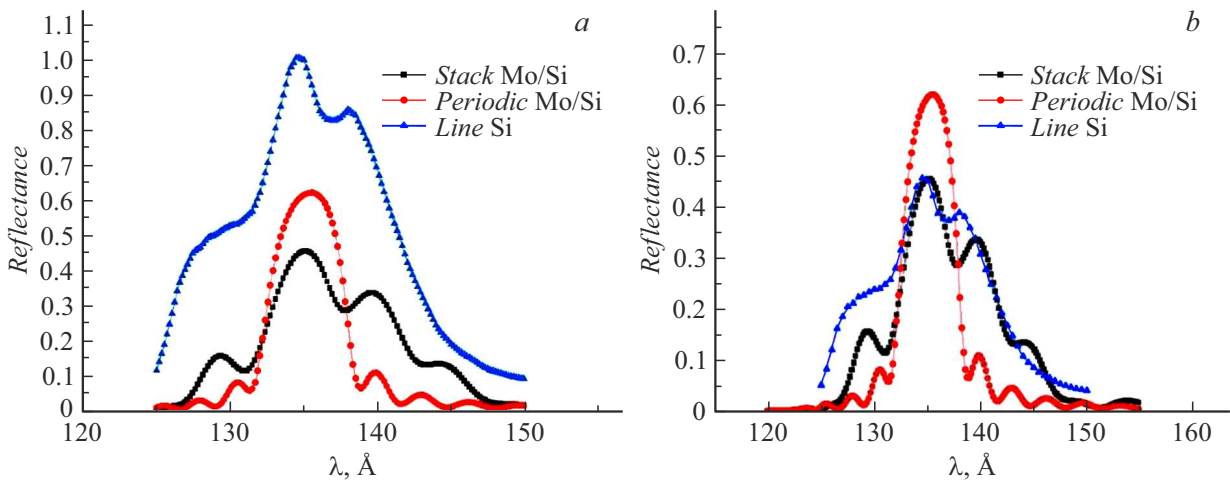 a
Reflectance
1.1
1.0
0.9
0.8
0.7
0.6
0.5
0.4
0.3
0.2
0.1
0
Stack Mo/Si
Periodic Mo/Si
Line Si
120 130 140 150
λ, Å
b
Reflectance
0.7
0.6
0.5
0.4
0.3
0.2
0.1
0
Stack Mo/Si
Periodic Mo/Si
Line Si
120 130 140 150 160
λ, Å